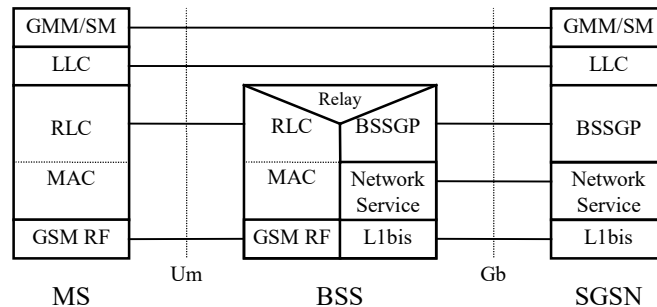 GMM/SM GMM/SM
LLC LLC
Relay
RLC RLC BSSGP BSSGP
MAC MAC Network Service Network Service
GSM RF GSM RF L1bis L1bis
Um Gb
MS BSS SGSN